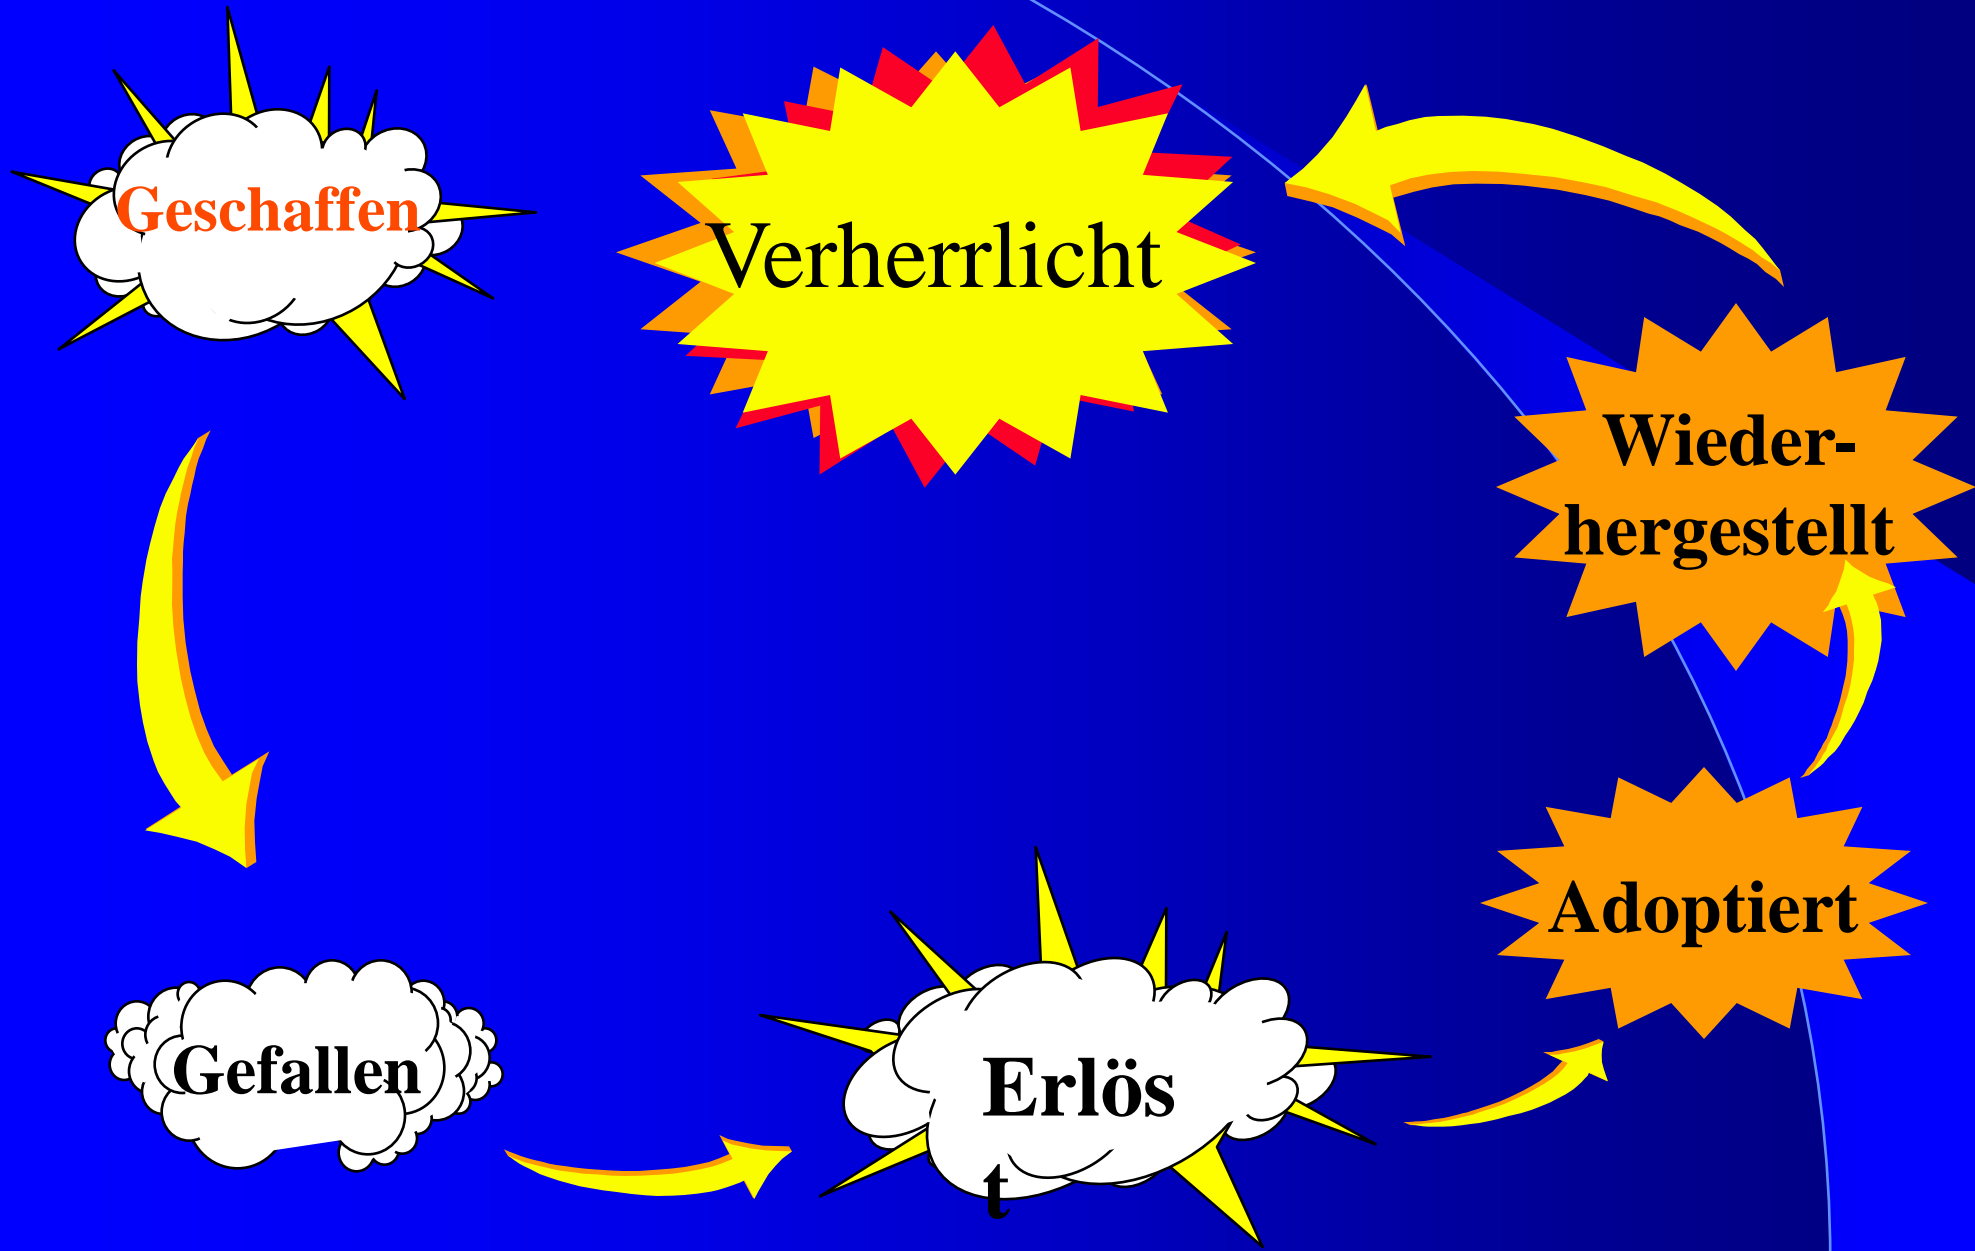 Geschaffen
Verherrlicht
Wieder-
hergestellt
Adoptiert
Gefallen
Erlös
t